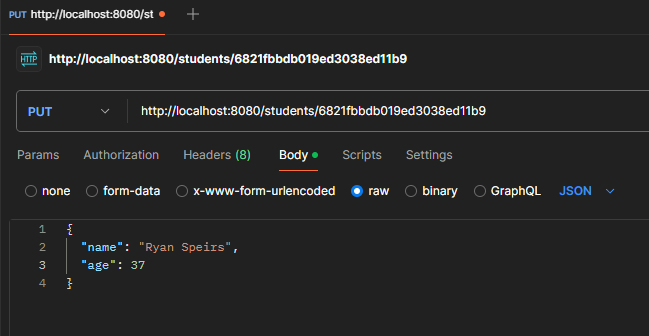 PUT http://localhost:8080/st
HTTP http://localhost:8080/students/6821fbbdb019ed3038ed11b9
PUT http://localhost:8080/students/6821fbbdb019ed3038ed11b9
Params Authorization Headers (8) Body Scripts Settings
none form-data x-www-form-urlencoded raw binary GraphQL JSON
1 {
2 "name": "Ryan Speirs",
3 "age": 37
4 }